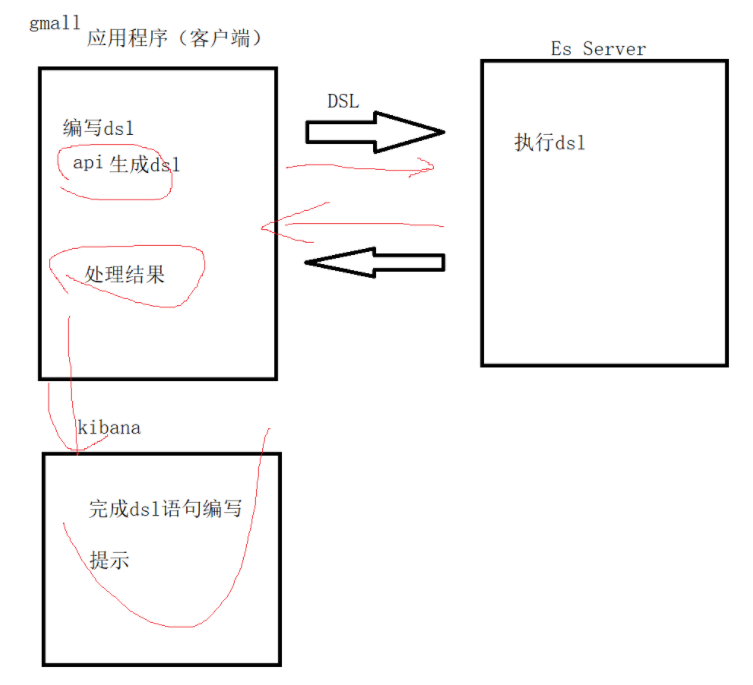 gmall
应用程序（客户端）
Es Server
DSL
编写dsl
api 生成dsl
执行dsl
处理结果
kibana
完成dsl语句编写
提示